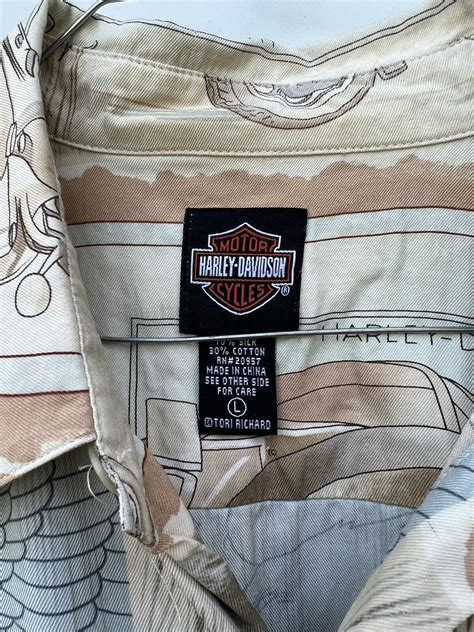 MOTOR
HARLEY-DAVIDSON
CYCLES
®
HARLEY-D
70% SILK
30% COTTON
RN#20957
MADE IN CHINA
SEE OTHER SIDE
FOR CARE
L
©TORI RICHARD